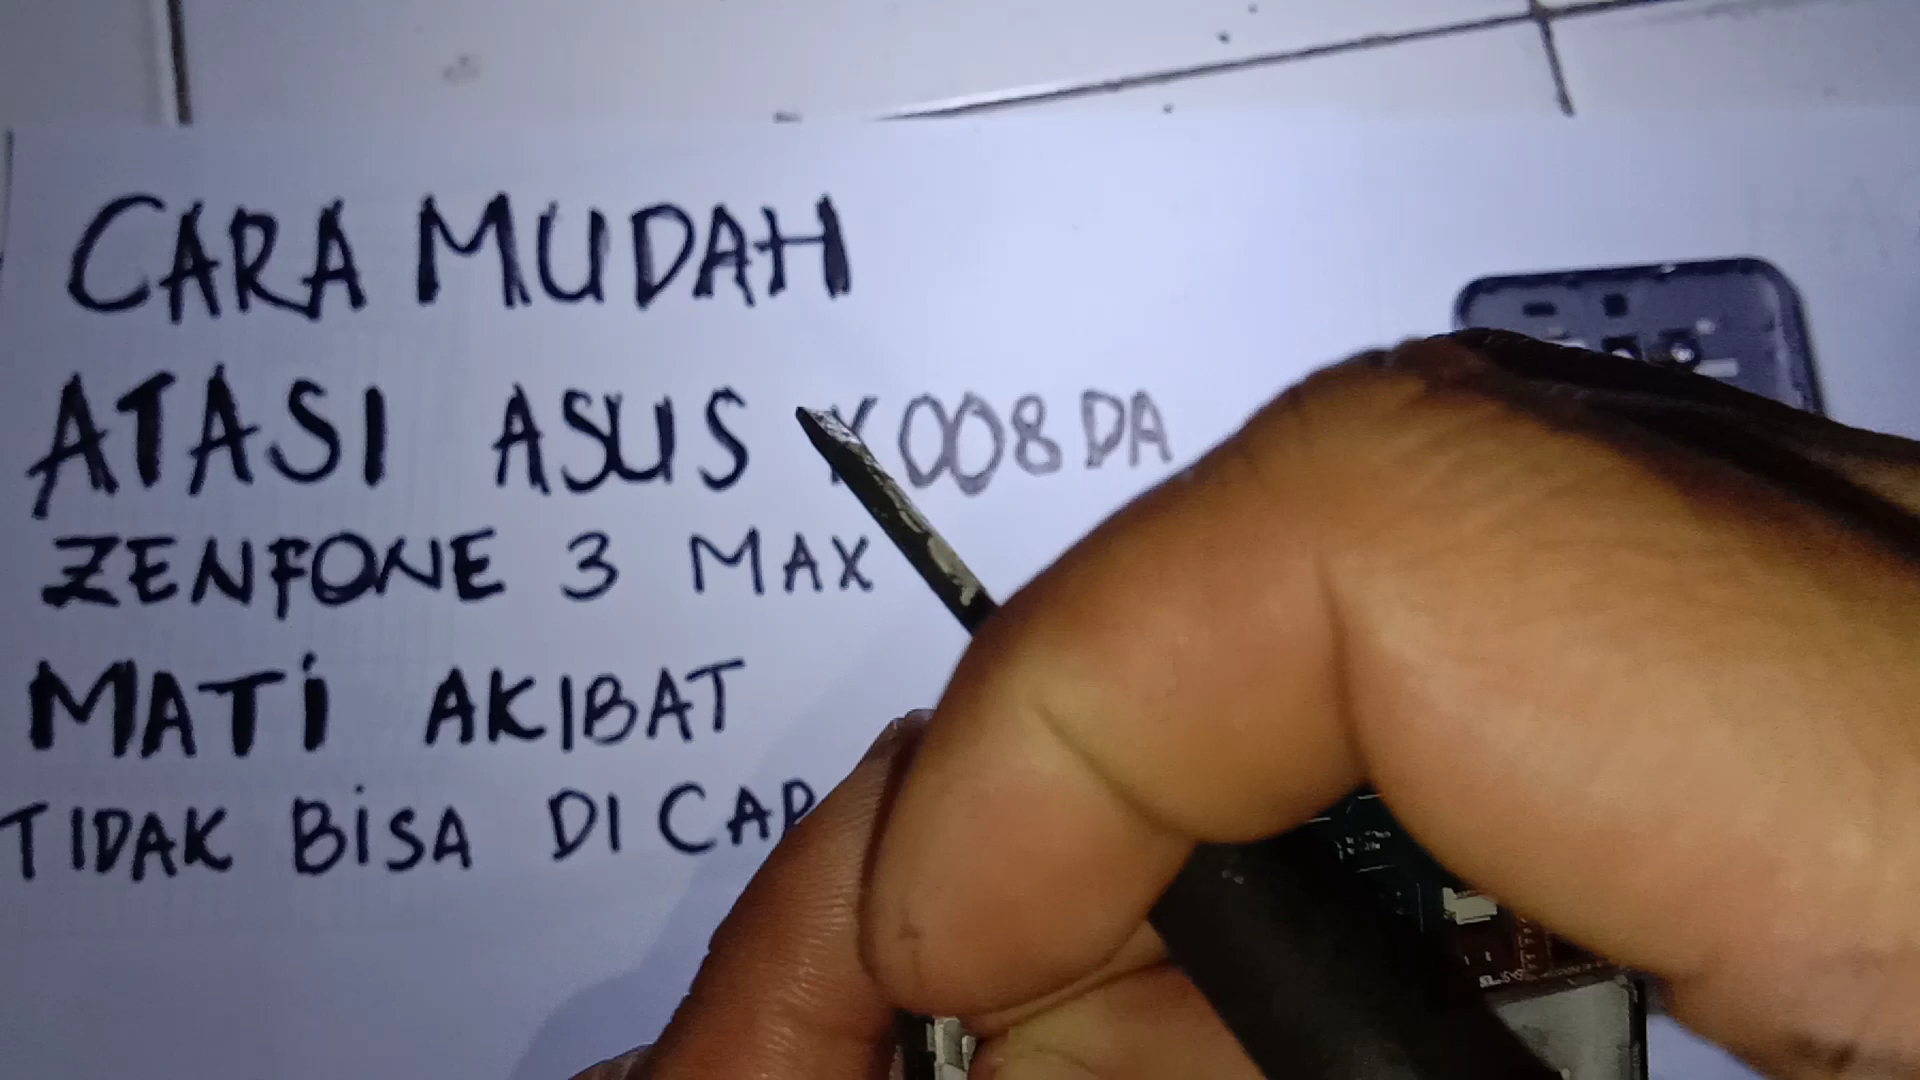 CARA MUDAH
ATASI ASUS X008DA
ZENFONE 3 MAX
MATI AKIBAT
TIDAK BISA DI